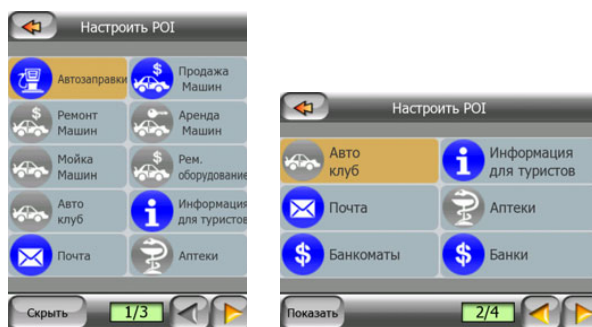 Настроить POI
Автозаправки
Продажа
Машин
Ремонт
Машин
Аренда
Машин
Мойка
Машин
Рем.
оборудование
Авто
клуб
Информация
для туристов
Почта
Аптеки
Скрыть
1/3
Настроить POI
Авто
клуб
Информация
для туристов
Почта
Аптеки
Банкоматы
Банки
Показать
2/4